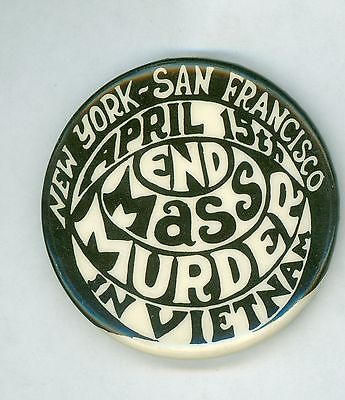 NEW YORK-SAN FRANCISCO
APRIL 15th
END
Mass
MURDER
IN VIETNAM